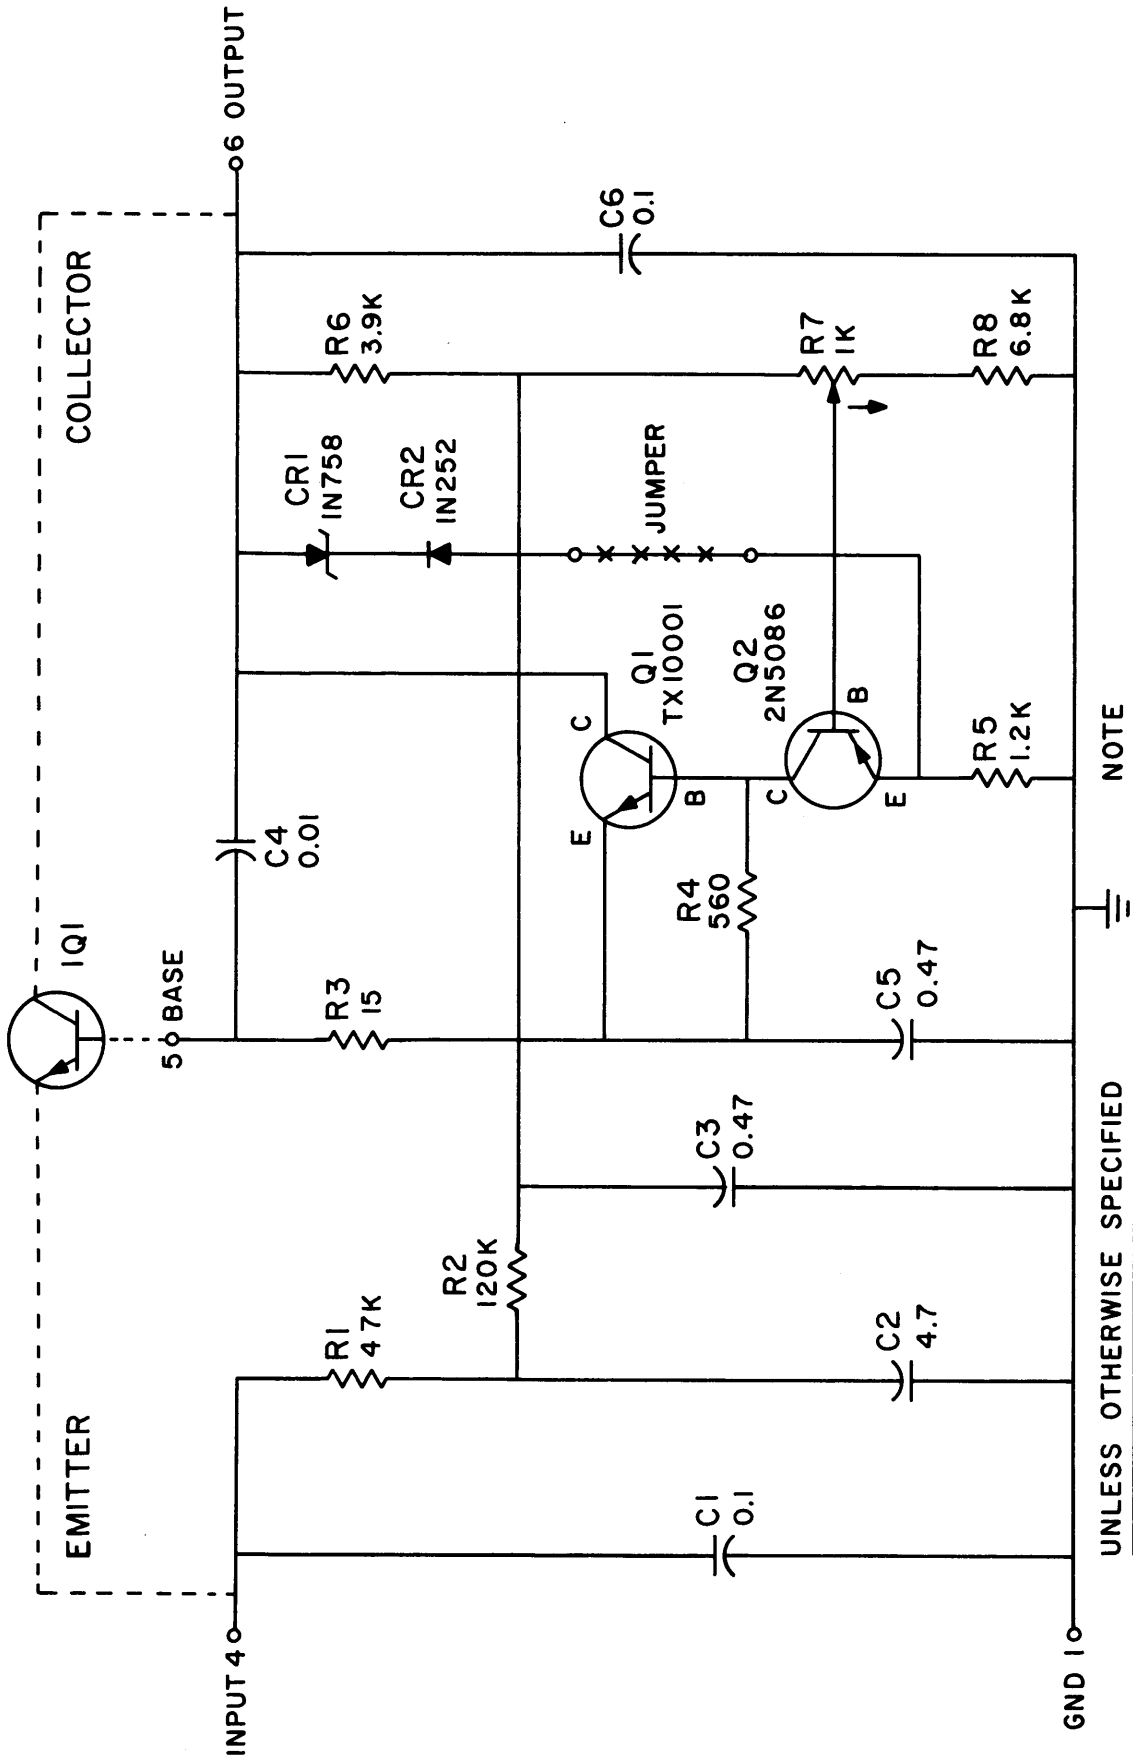 1Q1
EMITTER
COLLECTOR
5
BASE
INPUT 4
6 OUTPUT
C4
0.01
R1
47K
R3
15
CR1
1N758
R6
3.9K
CR2
1N252
R2
120K
E
C
Q1
TX10001
JUMPER
C6
0.1
B
C1
0.1
C3
0.47
R4
560
Q2
2N5086
C
B
E
R7
1K
C2
4.7
C5
0.47
R5
1.2K
R8
6.8K
GND 1
UNLESS OTHERWISE SPECIFIED
NOTE